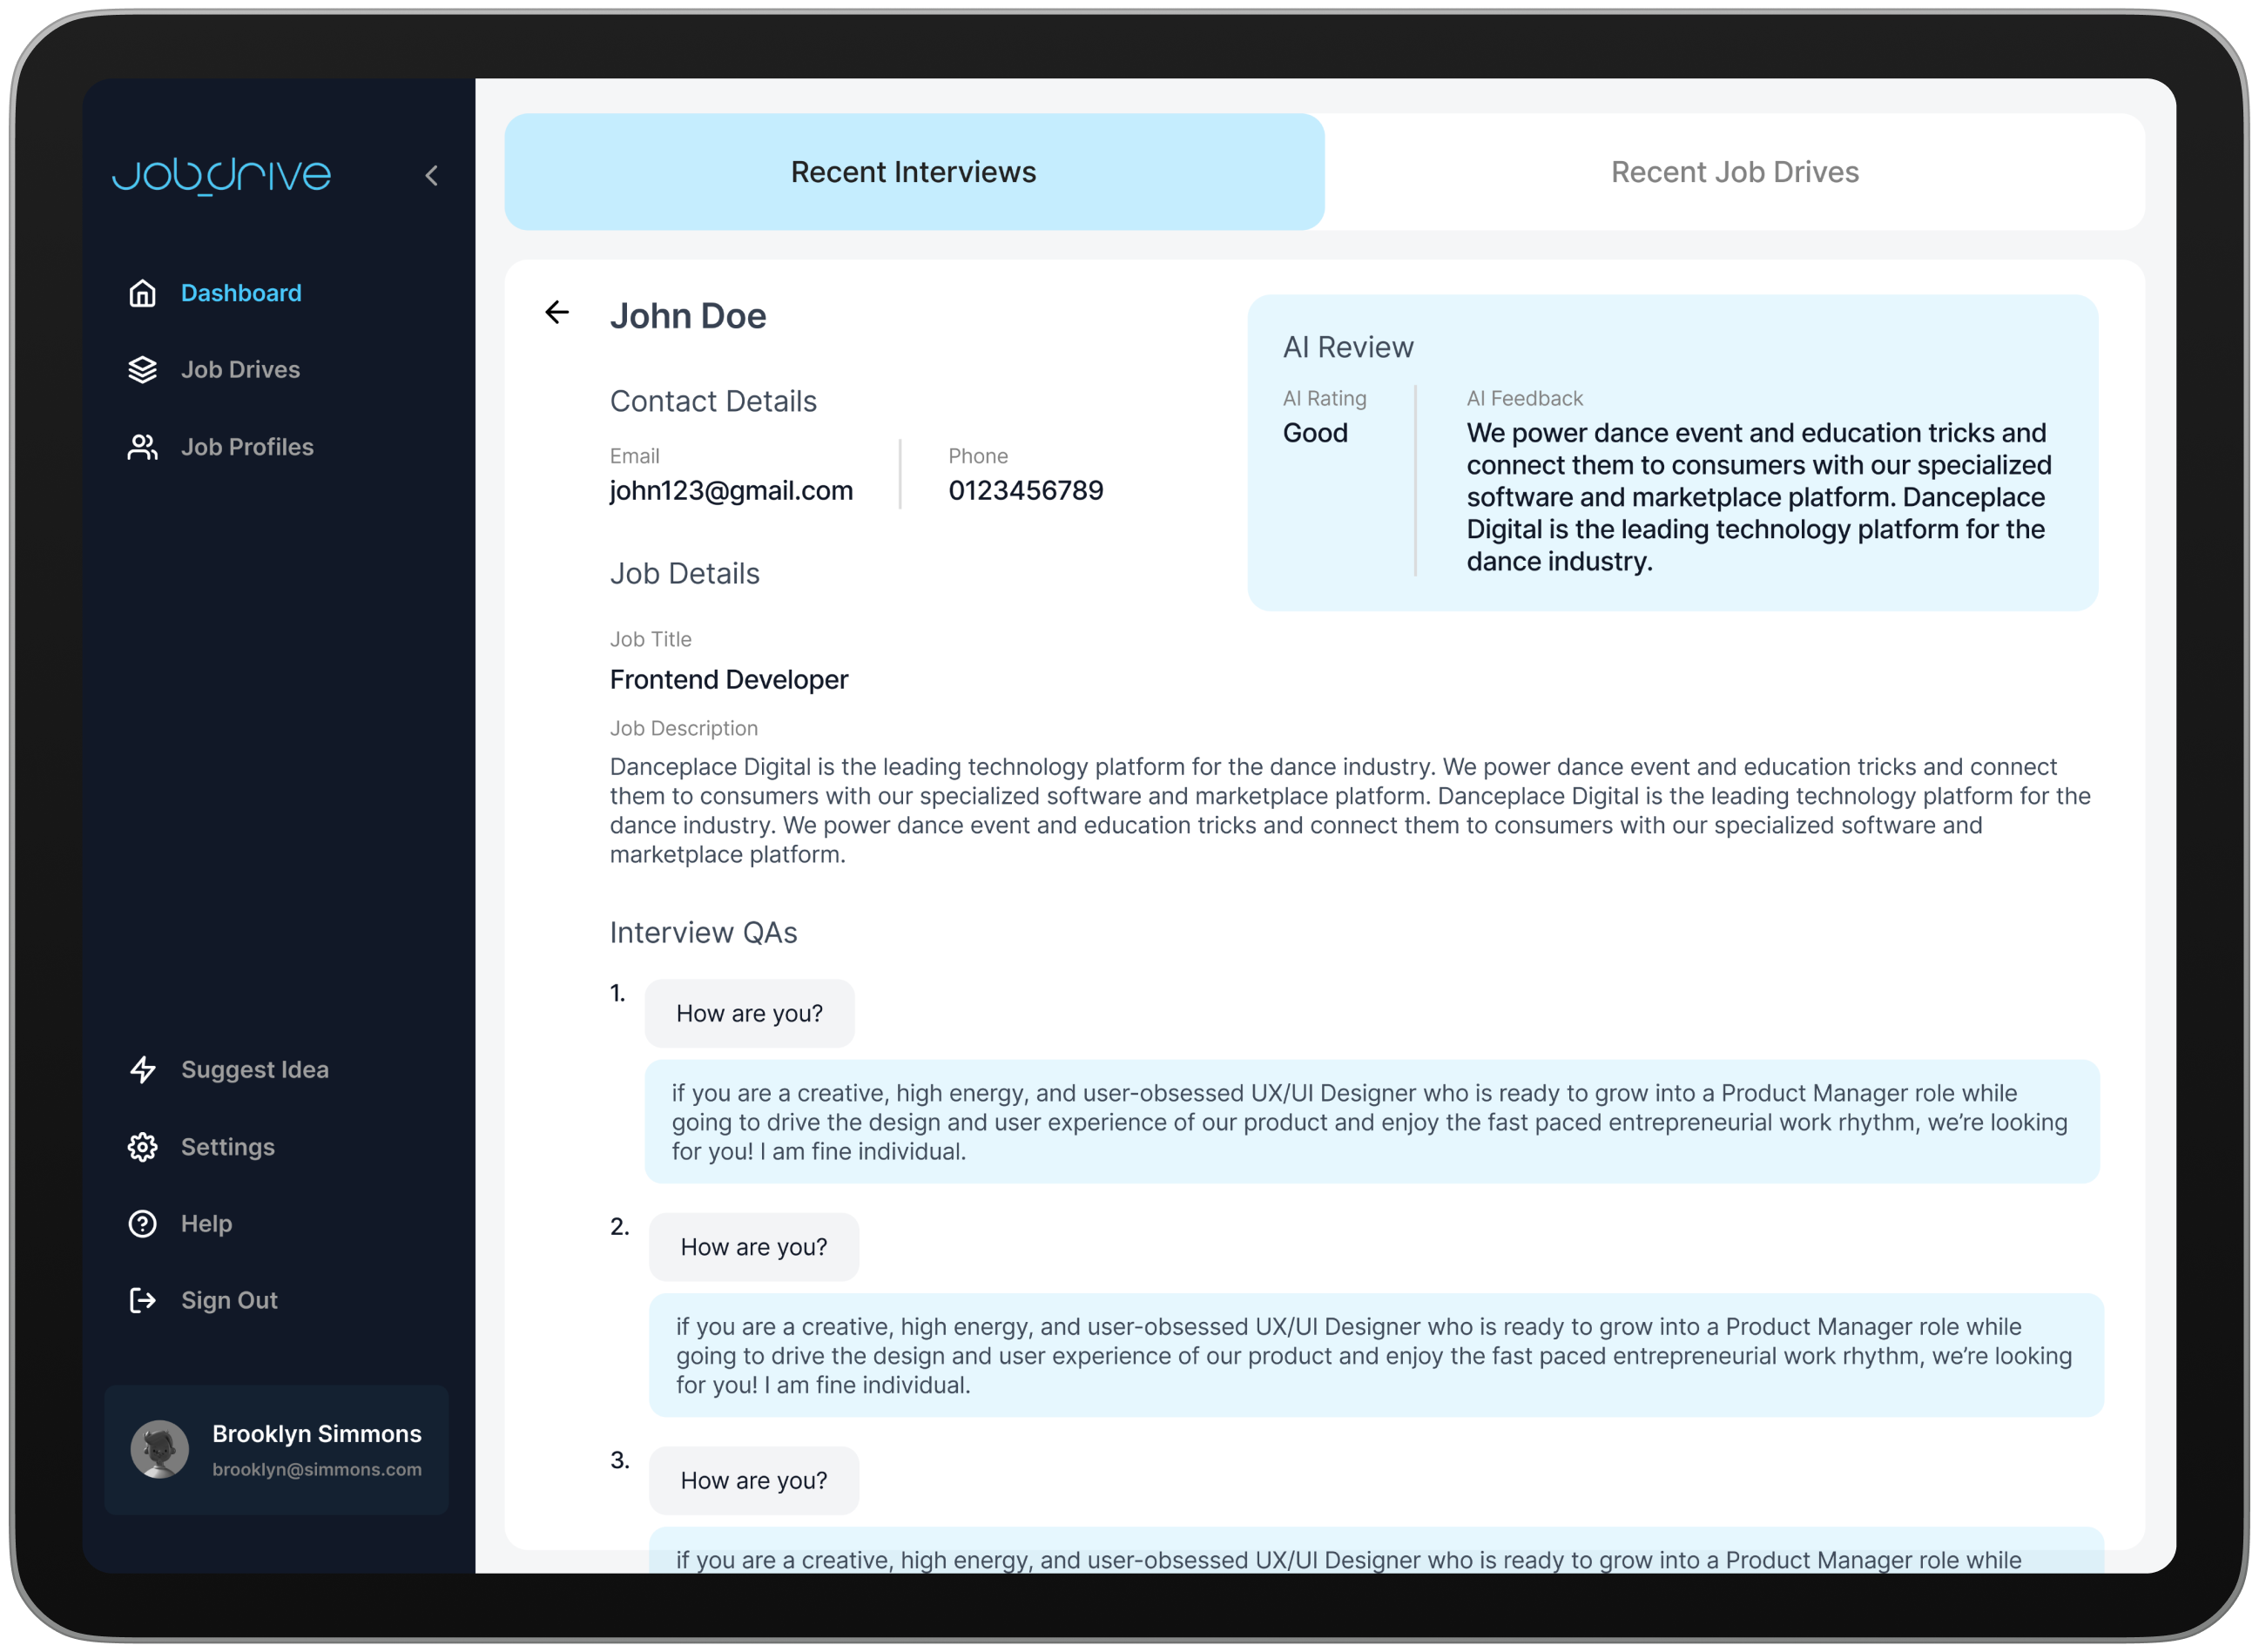 Job_drive
Dashboard
Job Drives
Job Profiles
Suggest Idea
Settings
Help
Sign Out
Brooklyn Simmons
brooklyn@simmons.com
Recent Interviews
Recent Job Drives
John Doe
Contact Details
Email
john123@gmail.com
Phone
0123456789
AI Review
AI Rating
Good
AI Feedback
We power dance event and education tricks and
connect them to consumers with our specialized
software and marketplace platform. Danceplace
Digital is the leading technology platform for the
dance industry.
Job Details
Job Title
Frontend Developer
Job Description
Danceplace Digital is the leading technology platform for the dance industry. We power dance event and education tricks and connect
them to consumers with our specialized software and marketplace platform. Danceplace Digital is the leading technology platform for the
dance industry. We power dance event and education tricks and connect them to consumers with our specialized software and
marketplace platform.
Interview QAs
1.
How are you?
if you are a creative, high energy, and user-obsessed UX/UI Designer who is ready to grow into a Product Manager role while
going to drive the design and user experience of our product and enjoy the fast paced entrepreneurial work rhythm, we’re looking
for you! I am fine individual.
2.
How are you?
if you are a creative, high energy, and user-obsessed UX/UI Designer who is ready to grow into a Product Manager role while
going to drive the design and user experience of our product and enjoy the fast paced entrepreneurial work rhythm, we’re looking
for you! I am fine individual.
3.
How are you?
if you are a creative, high energy, and user-obsessed UX/UI Designer who is ready to grow into a Product Manager role while